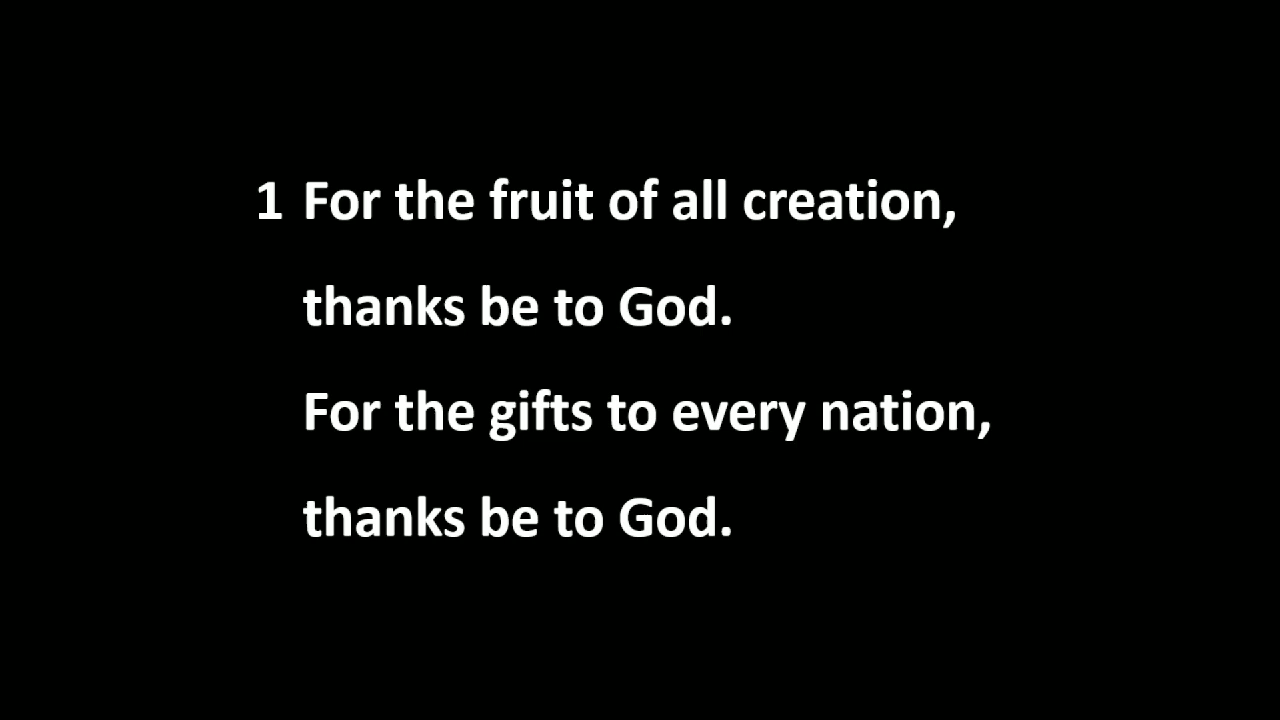 1 For the fruit of all creation,
thanks be to God.
For the gifts to every nation,
thanks be to God.